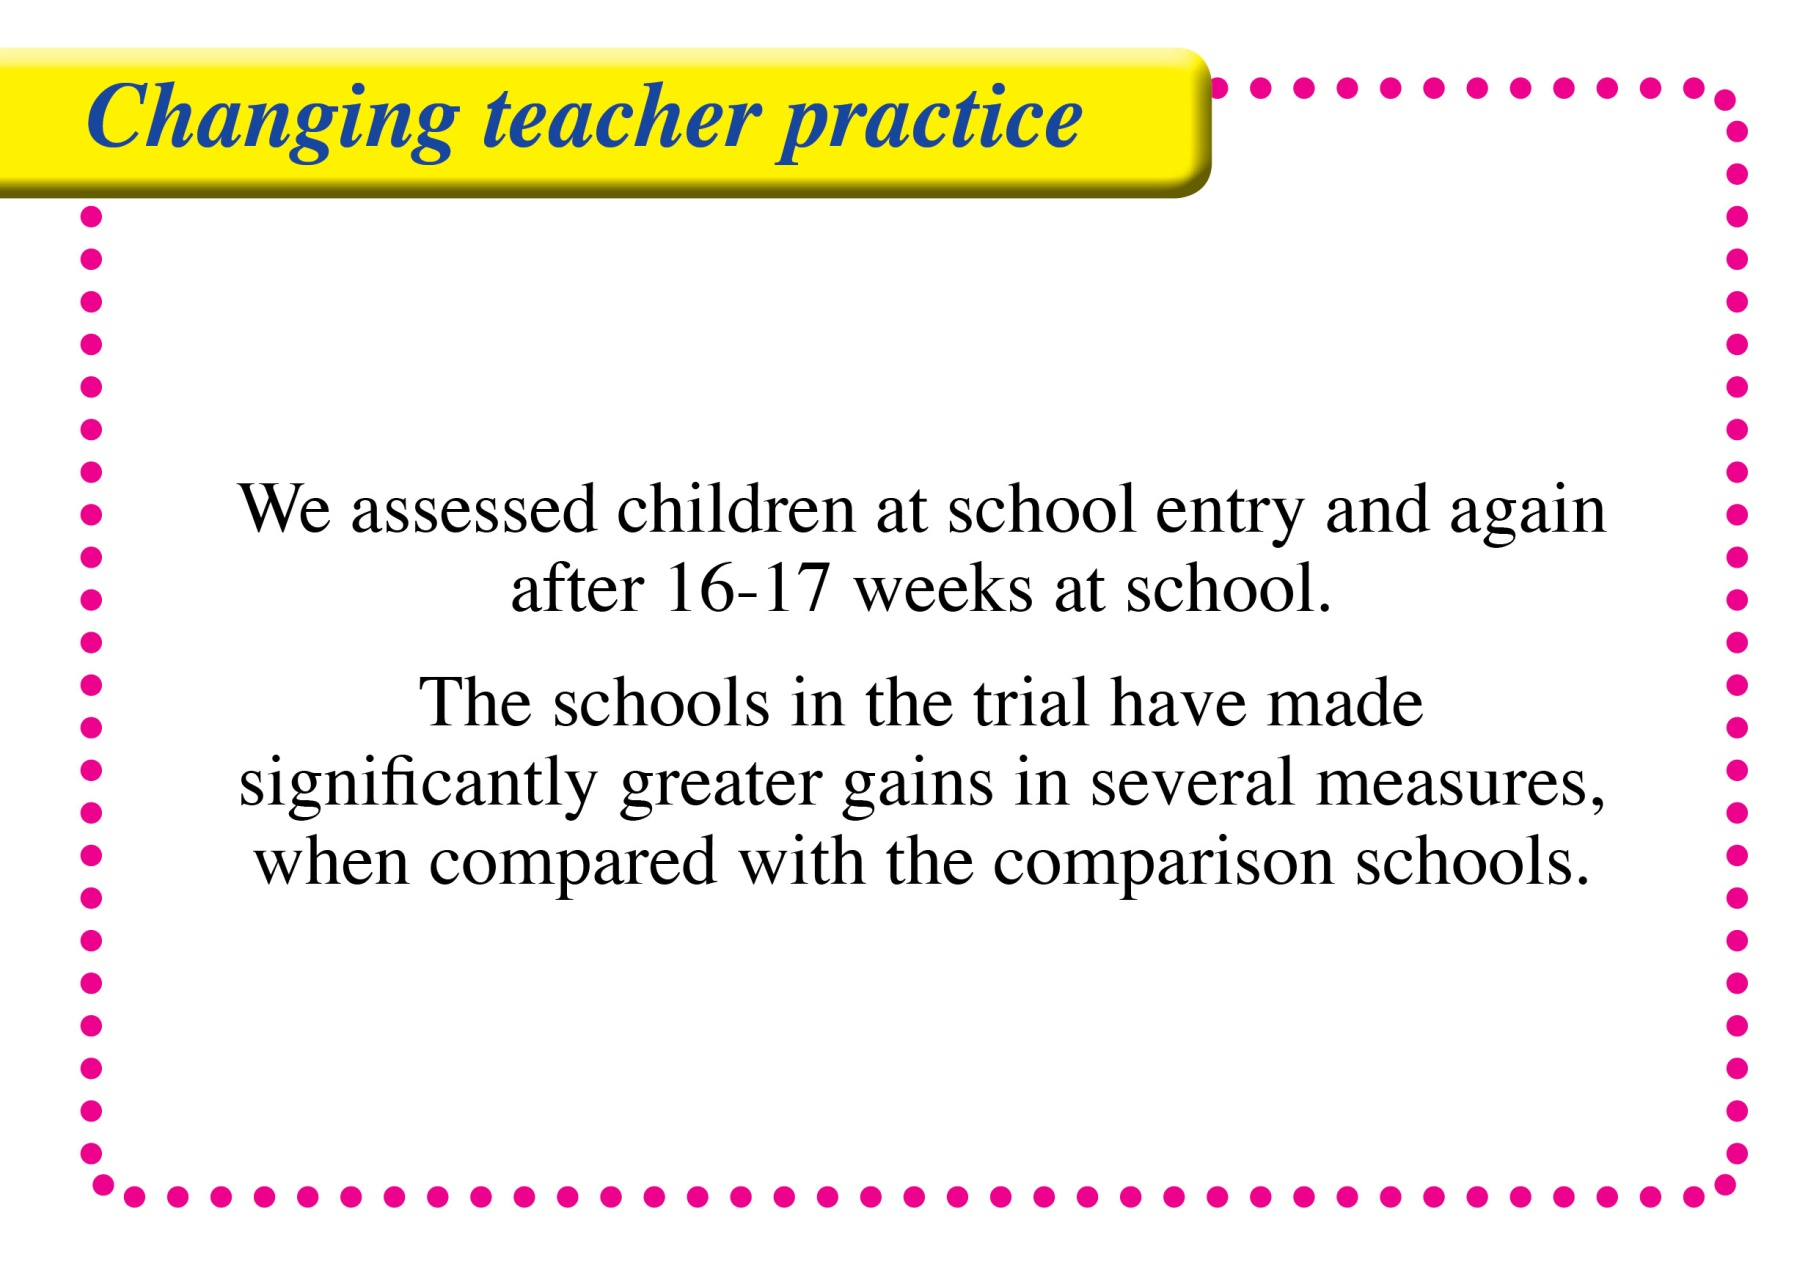 Changing teacher practice
We assessed children at school entry and again
after 16-17 weeks at school.
The schools in the trial have made
significantly greater gains in several measures,
when compared with the comparison schools.